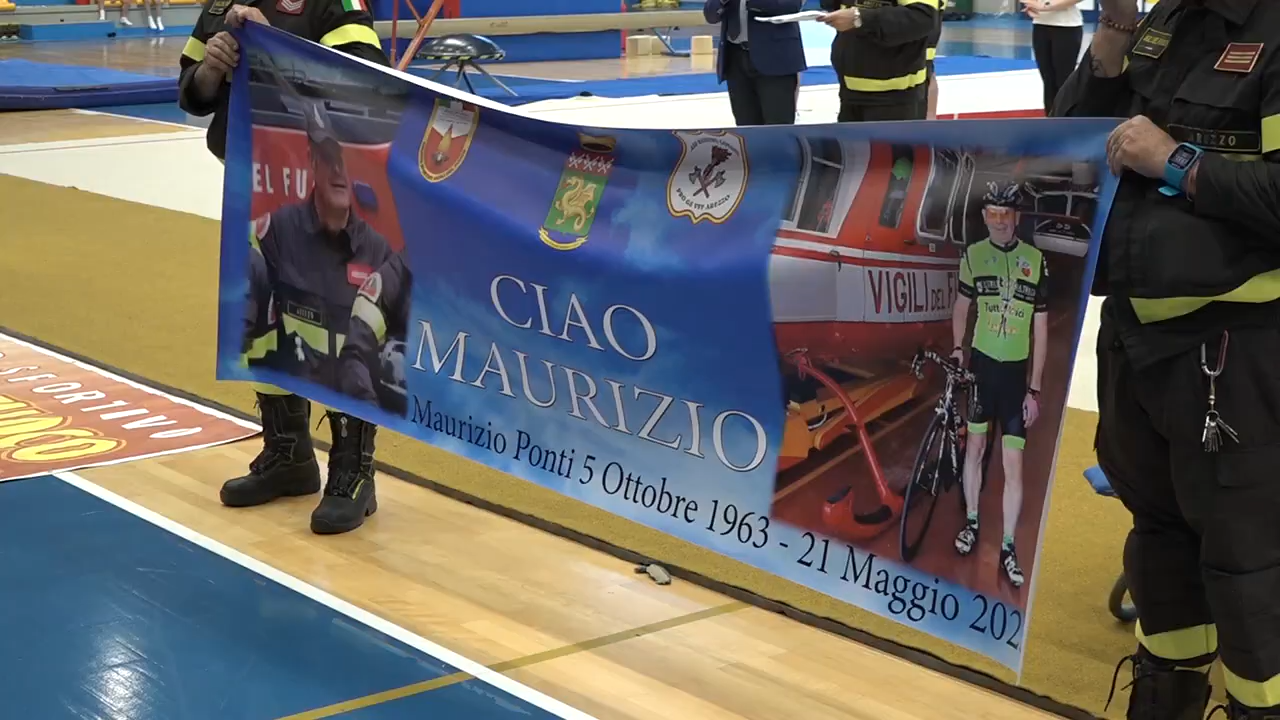 EL FU
CIAO
MAURIZIO
Maurizio Ponti 5 Ottobre 1963 - 21 Maggio 202
VIGILI DEL F
SPORTIVO